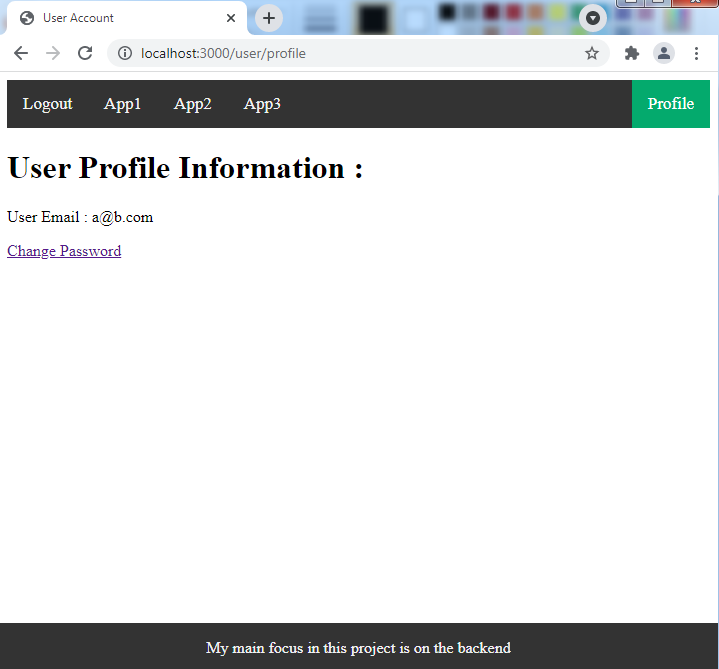 User Account
localhost:3000/user/profile
Logout App1 App2 App3 Profile
User Profile Information :
User Email : a@b.com
Change Password
My main focus in this project is on the backend